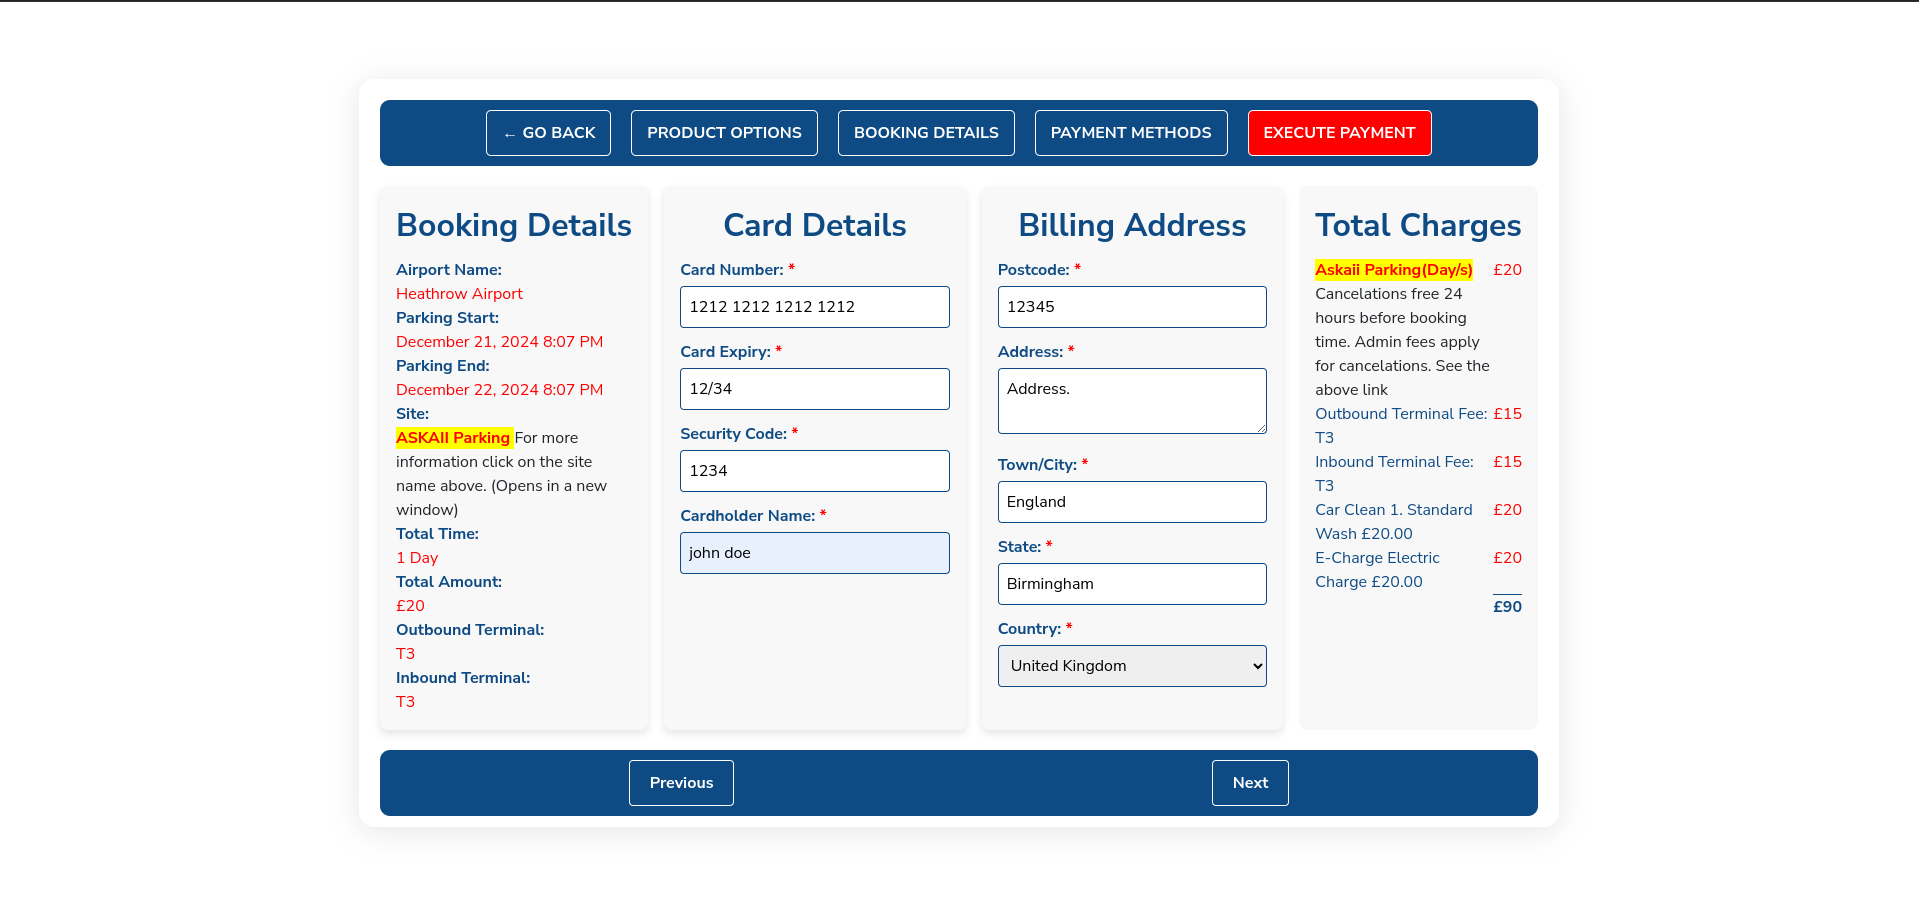 ← GO BACK
PRODUCT OPTIONS
BOOKING DETAILS
PAYMENT METHODS
EXECUTE PAYMENT
Booking Details
Airport Name:
Heathrow Airport
Parking Start:
December 21, 2024 8:07 PM
Parking End:
December 22, 2024 8:07 PM
Site:
ASKAII Parking For more
information click on the site
name above. (Opens in a new
window)
Total Time:
1 Day
Total Amount:
£20
Outbound Terminal:
T3
Inbound Terminal:
T3
Card Details
Card Number: *
1212 1212 1212 1212
Card Expiry: *
12/34
Security Code: *
1234
Cardholder Name: *
john doe
Billing Address
Postcode: *
12345
Address: *
Address.
Town/City: *
England
State: *
Birmingham
Country: *
United Kingdom
Total Charges
Askaii Parking(Day/s) £20
Cancelations free 24
hours before booking
time. Admin fees apply
for cancelations. See the
above link
Outbound Terminal Fee: £15
T3
Inbound Terminal Fee: £15
T3
Car Clean 1. Standard £20
Wash £20.00
E-Charge Electric £20
Charge £20.00
£90
Previous
Next